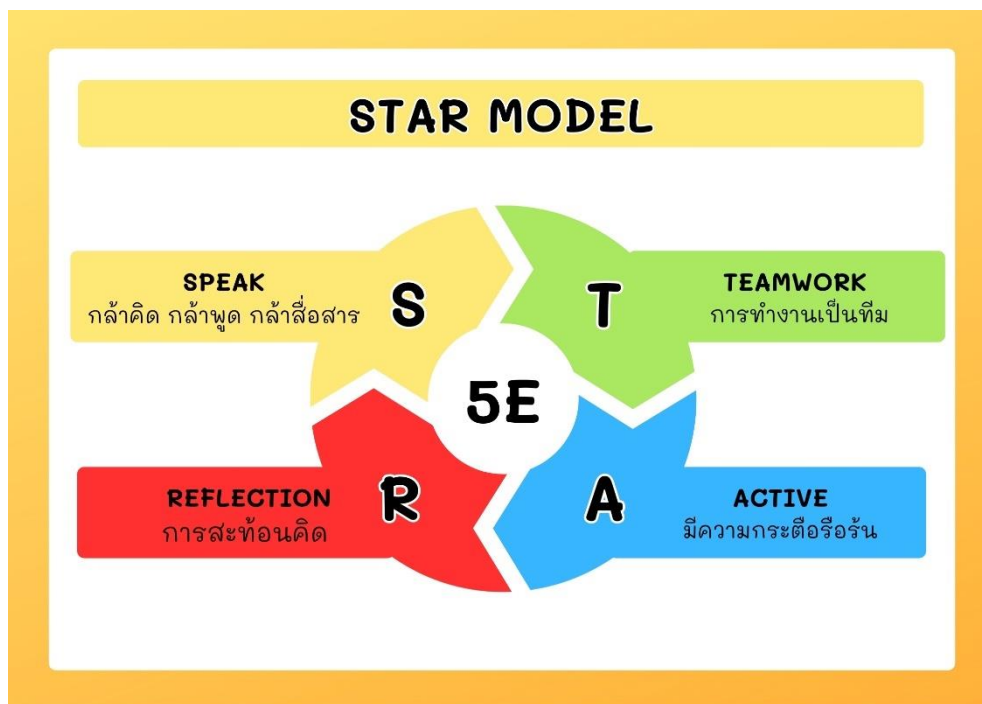 STAR MODEL
SPEAK
กล้าคิด กล้าพูด กล้าสื่อสาร
S
T
TEAMWORK
การทำงานเป็นทีม
5E
REFLECTION
การสะท้อนคิด
R
A
ACTIVE
มีความกระตือรือร้น